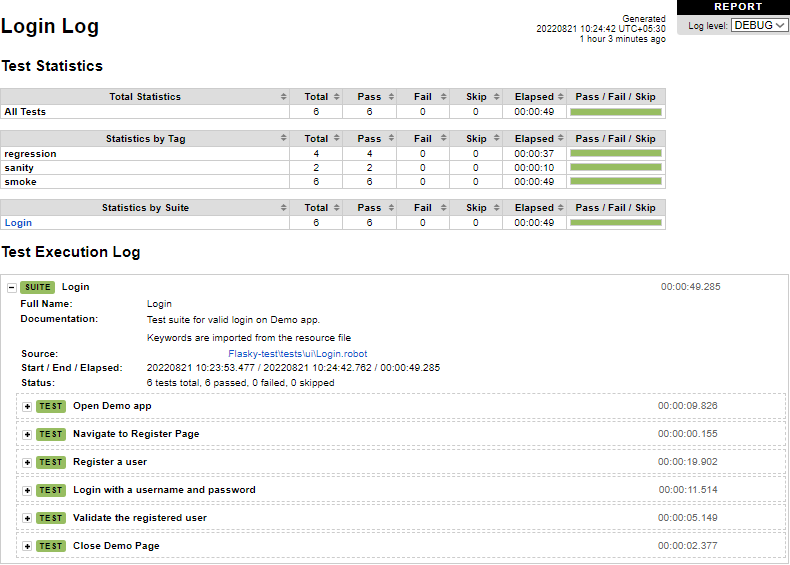 REPORT
Login Log
Generated
20220821 10:24:42 UTC+05:30
1 hour 3 minutes ago
Log level: DEBUG
Test Statistics
Total Statistics Total Pass Fail Skip Elapsed Pass / Fail / Skip
All Tests 6 6 0 0 00:00:49
Statistics by Tag Total Pass Fail Skip Elapsed Pass / Fail / Skip
regression 4 4 0 0 00:00:37
sanity 2 2 0 0 00:00:10
smoke 6 6 0 0 00:00:49
Statistics by Suite Total Pass Fail Skip Elapsed Pass / Fail / Skip
Login 6 6 0 0 00:00:49
Test Execution Log
SUITE Login 00:00:49.285
Full Name: Login
Documentation: Test suite for valid login on Demo app.
Keywords are imported from the resource file
Source: Flasky-test\tests\ui\Login.robot
Start / End / Elapsed: 20220821 10:23:53.477 / 20220821 10:24:42.762 / 00:00:49.285
Status: 6 tests total, 6 passed, 0 failed, 0 skipped
TEST Open Demo app 00:00:09.826
TEST Navigate to Register Page 00:00:00.155
TEST Register a user 00:00:19.902
TEST Login with a username and password 00:00:11.514
TEST Validate the registered user 00:00:05.149
TEST Close Demo Page 00:00:02.377